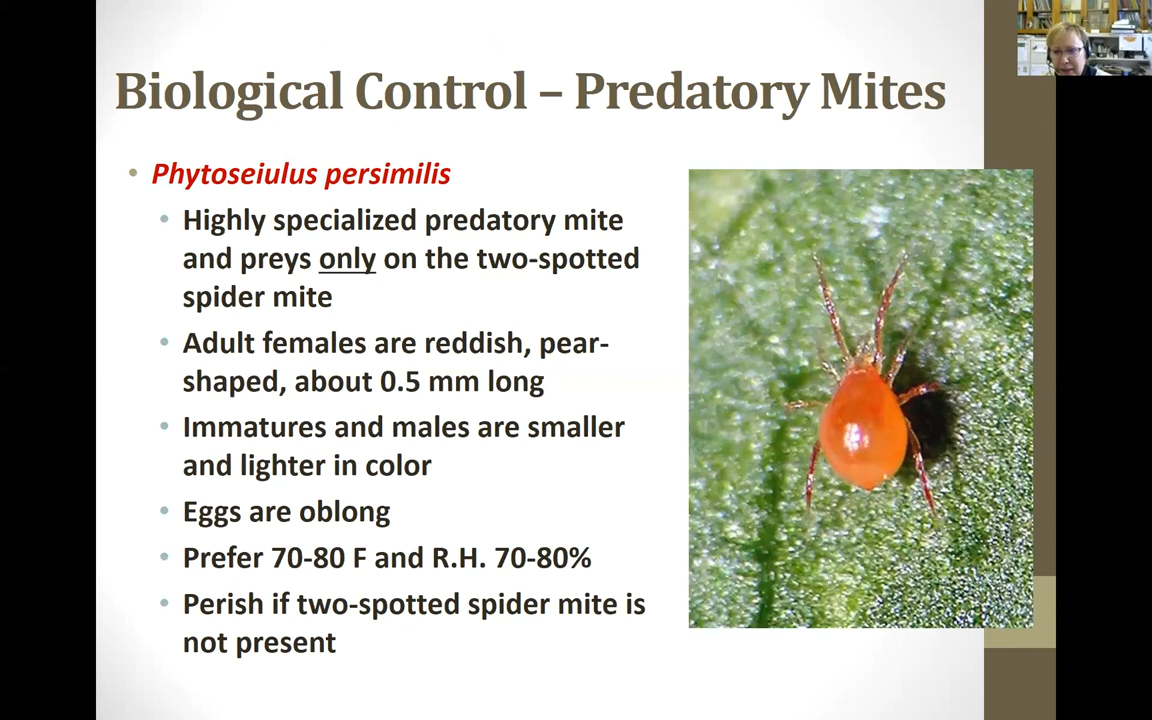 Biological Control – Predatory Mites
• Phytoseiulus persimilis
• Highly specialized predatory mite
and preys only on the two-spotted
spider mite
• Adult females are reddish, pear-
shaped, about 0.5 mm long
• Immatures and males are smaller
and lighter in color
• Eggs are oblong
• Prefer 70-80 F and R.H. 70-80%
• Perish if two-spotted spider mite is
not present